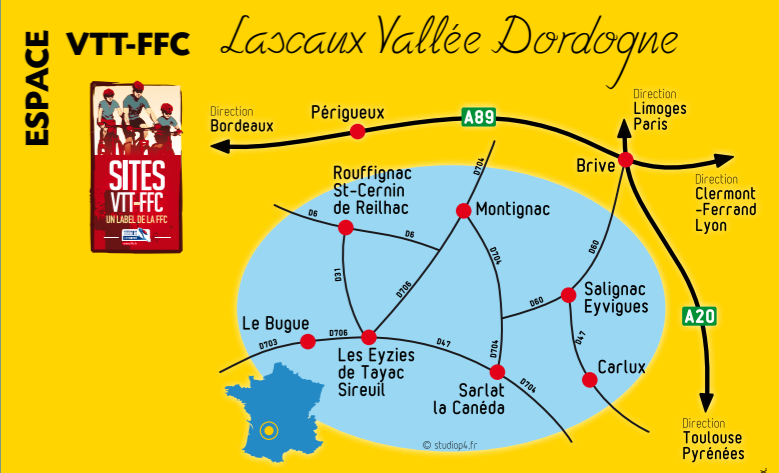 ESPACE
VTT-FFC
Lascaux Vallée Dordogne
SITES
VTT-FFC
UN LABEL DE LA FFC
Direction
Bordeaux
Périgueux
A89
Direction
Limoges
Paris
Brive
Direction
Clermont
-Ferrand
Lyon
Rouffignac
St-Cernin
de Reilhac
D704
Montignac
D6
D6
D704
D60
D31
D706
Salignac
Eyvigues
D60
A20
Le Bugue
D706
D703
D47
D704
D47
Les Eyzies
de Tayac
Sireuil
Carlux
Sarlat
la Canéda
D704
Direction
Toulouse
Pyrénées
© studiop4.fr